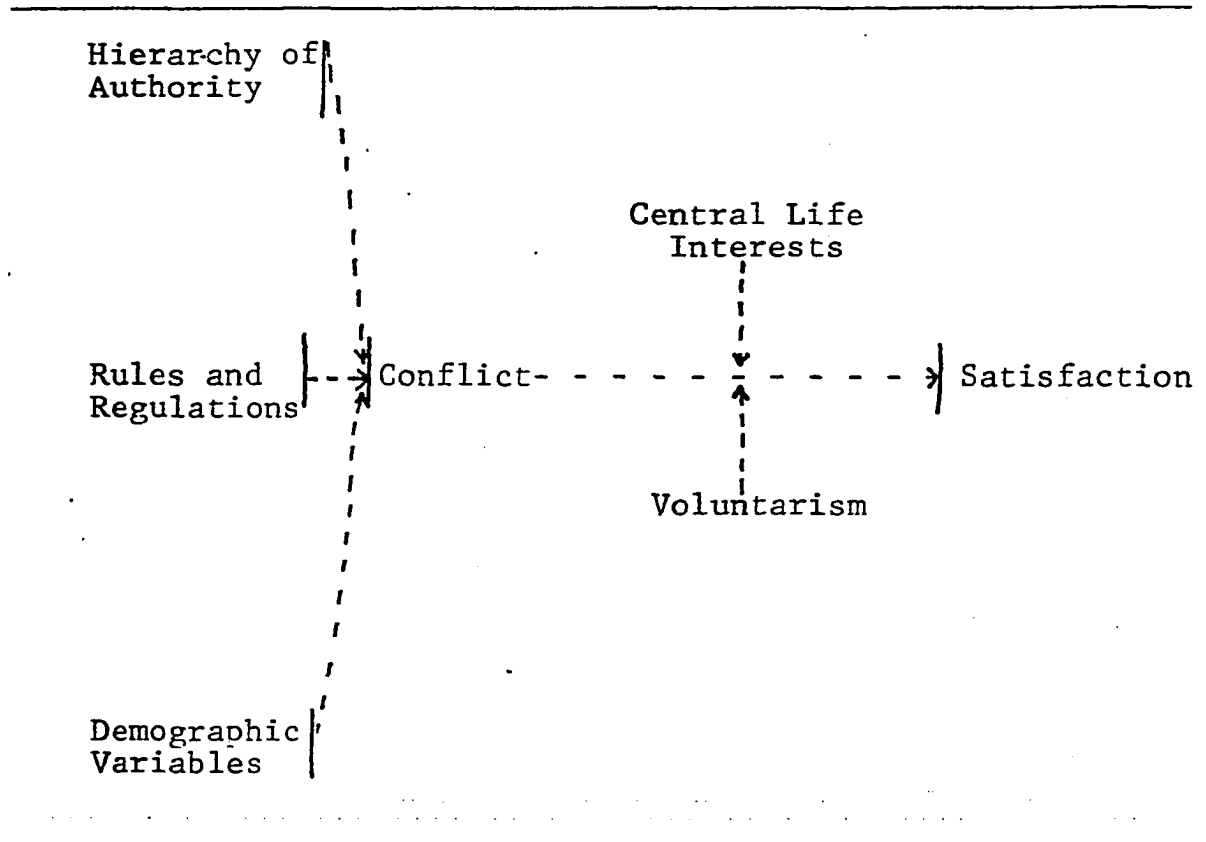 Hierarchy of
Authority
Central Life
Interests
Rules and
Regulations
Conflict
Satisfaction
Voluntarism
Demographic
Variables